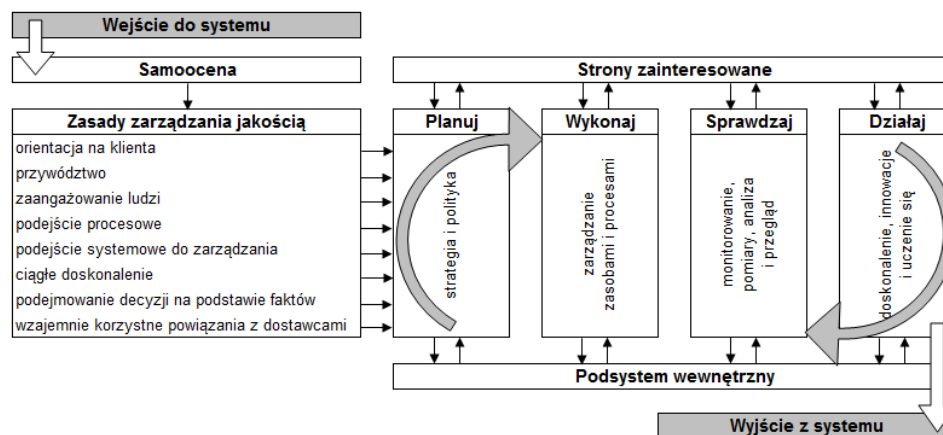 Wejście do systemu
Samoocena
Strony zainteresowane
Zasady zarządzania jakością
orientacja na klienta
przywództwo
zaangażowanie ludzi
podejście procesowe
podejście systemowe do zarządzania
ciągłe doskonalenie
podejmowanie decyzji na podstawie faktów
wzajemnie korzystne powiązania z dostawcami
Planuj
strategia i polityka
Wykonaj
zarządzanie
zasobami i procesami
Sprawdzaj
monitorowanie,
pomiary, analiza
i przegląd
Działaj
doskonalenie, innowacje
i uczenie się
Podsystem wewnętrzny
Wyjście z systemu